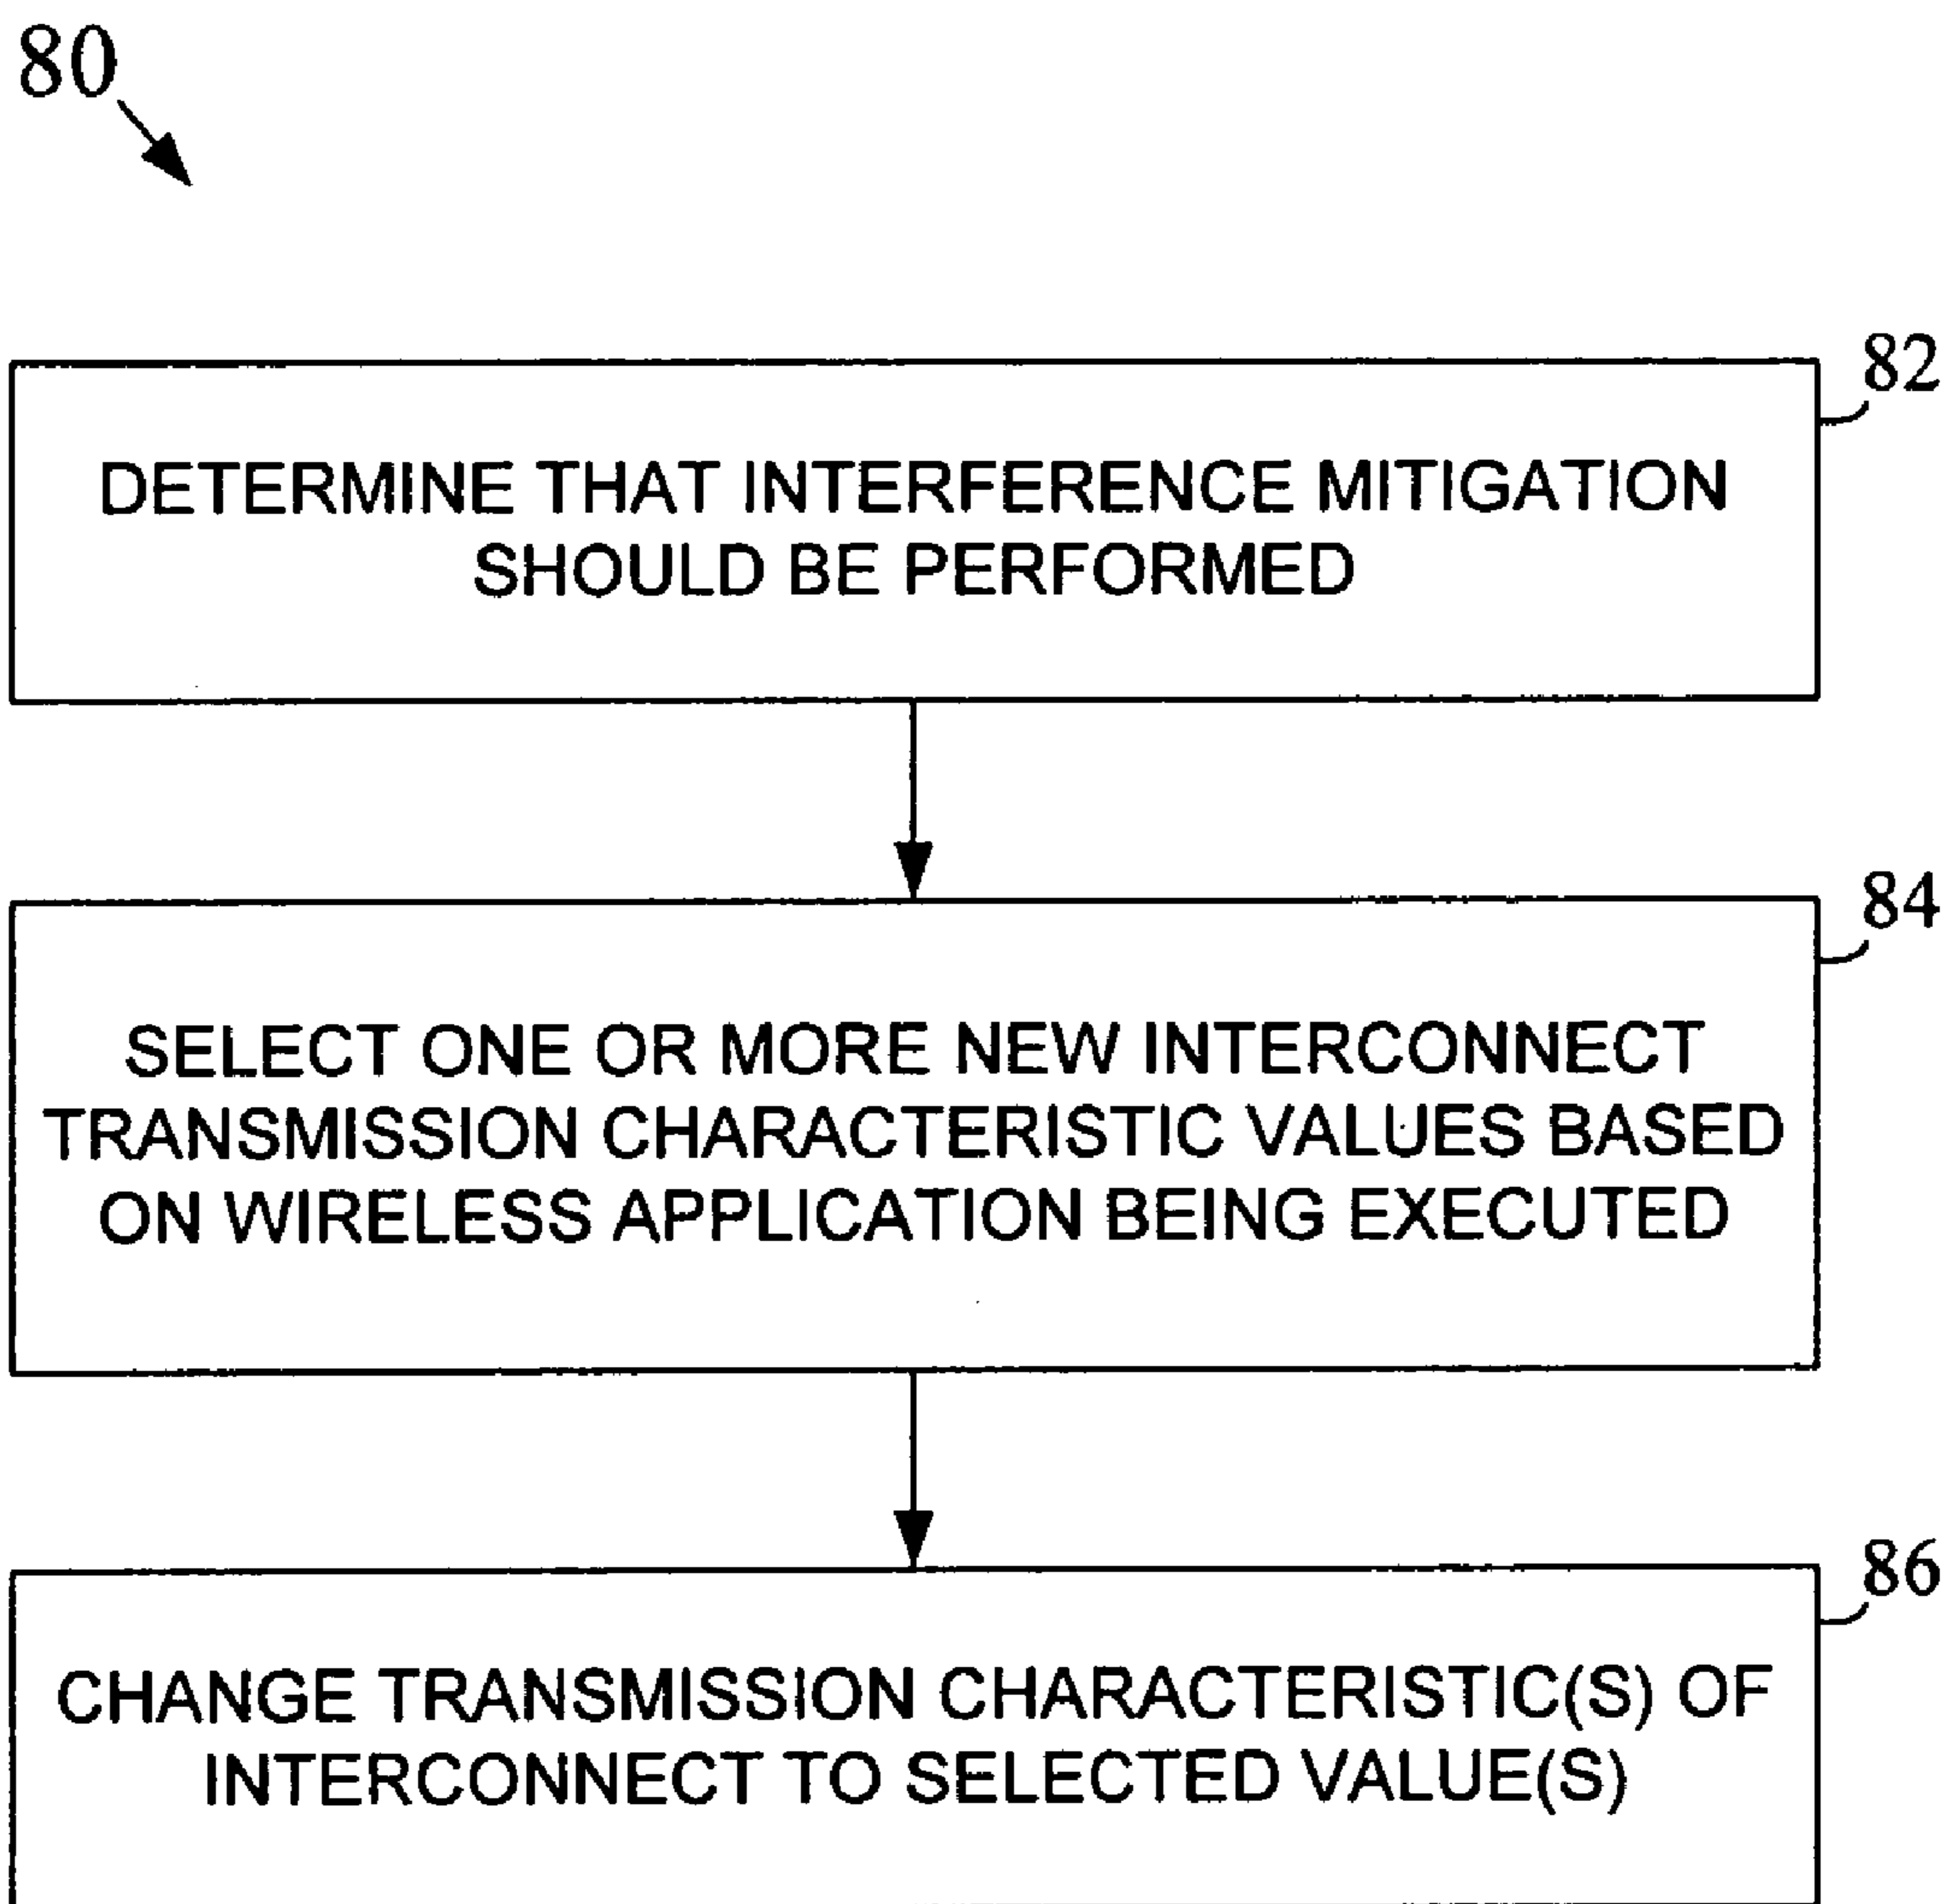 80
82
DETERMINE THAT INTERFERENCE MITIGATION
SHOULD BE PERFORMED
84
SELECT ONE OR MORE NEW INTERCONNECT
TRANSMISSION CHARACTERISTIC VALUES BASED
ON WIRELESS APPLICATION BEING EXECUTED
86
CHANGE TRANSMISSION CHARACTERISTIC(S) OF
INTERCONNECT TO SELECTED VALUE(S)